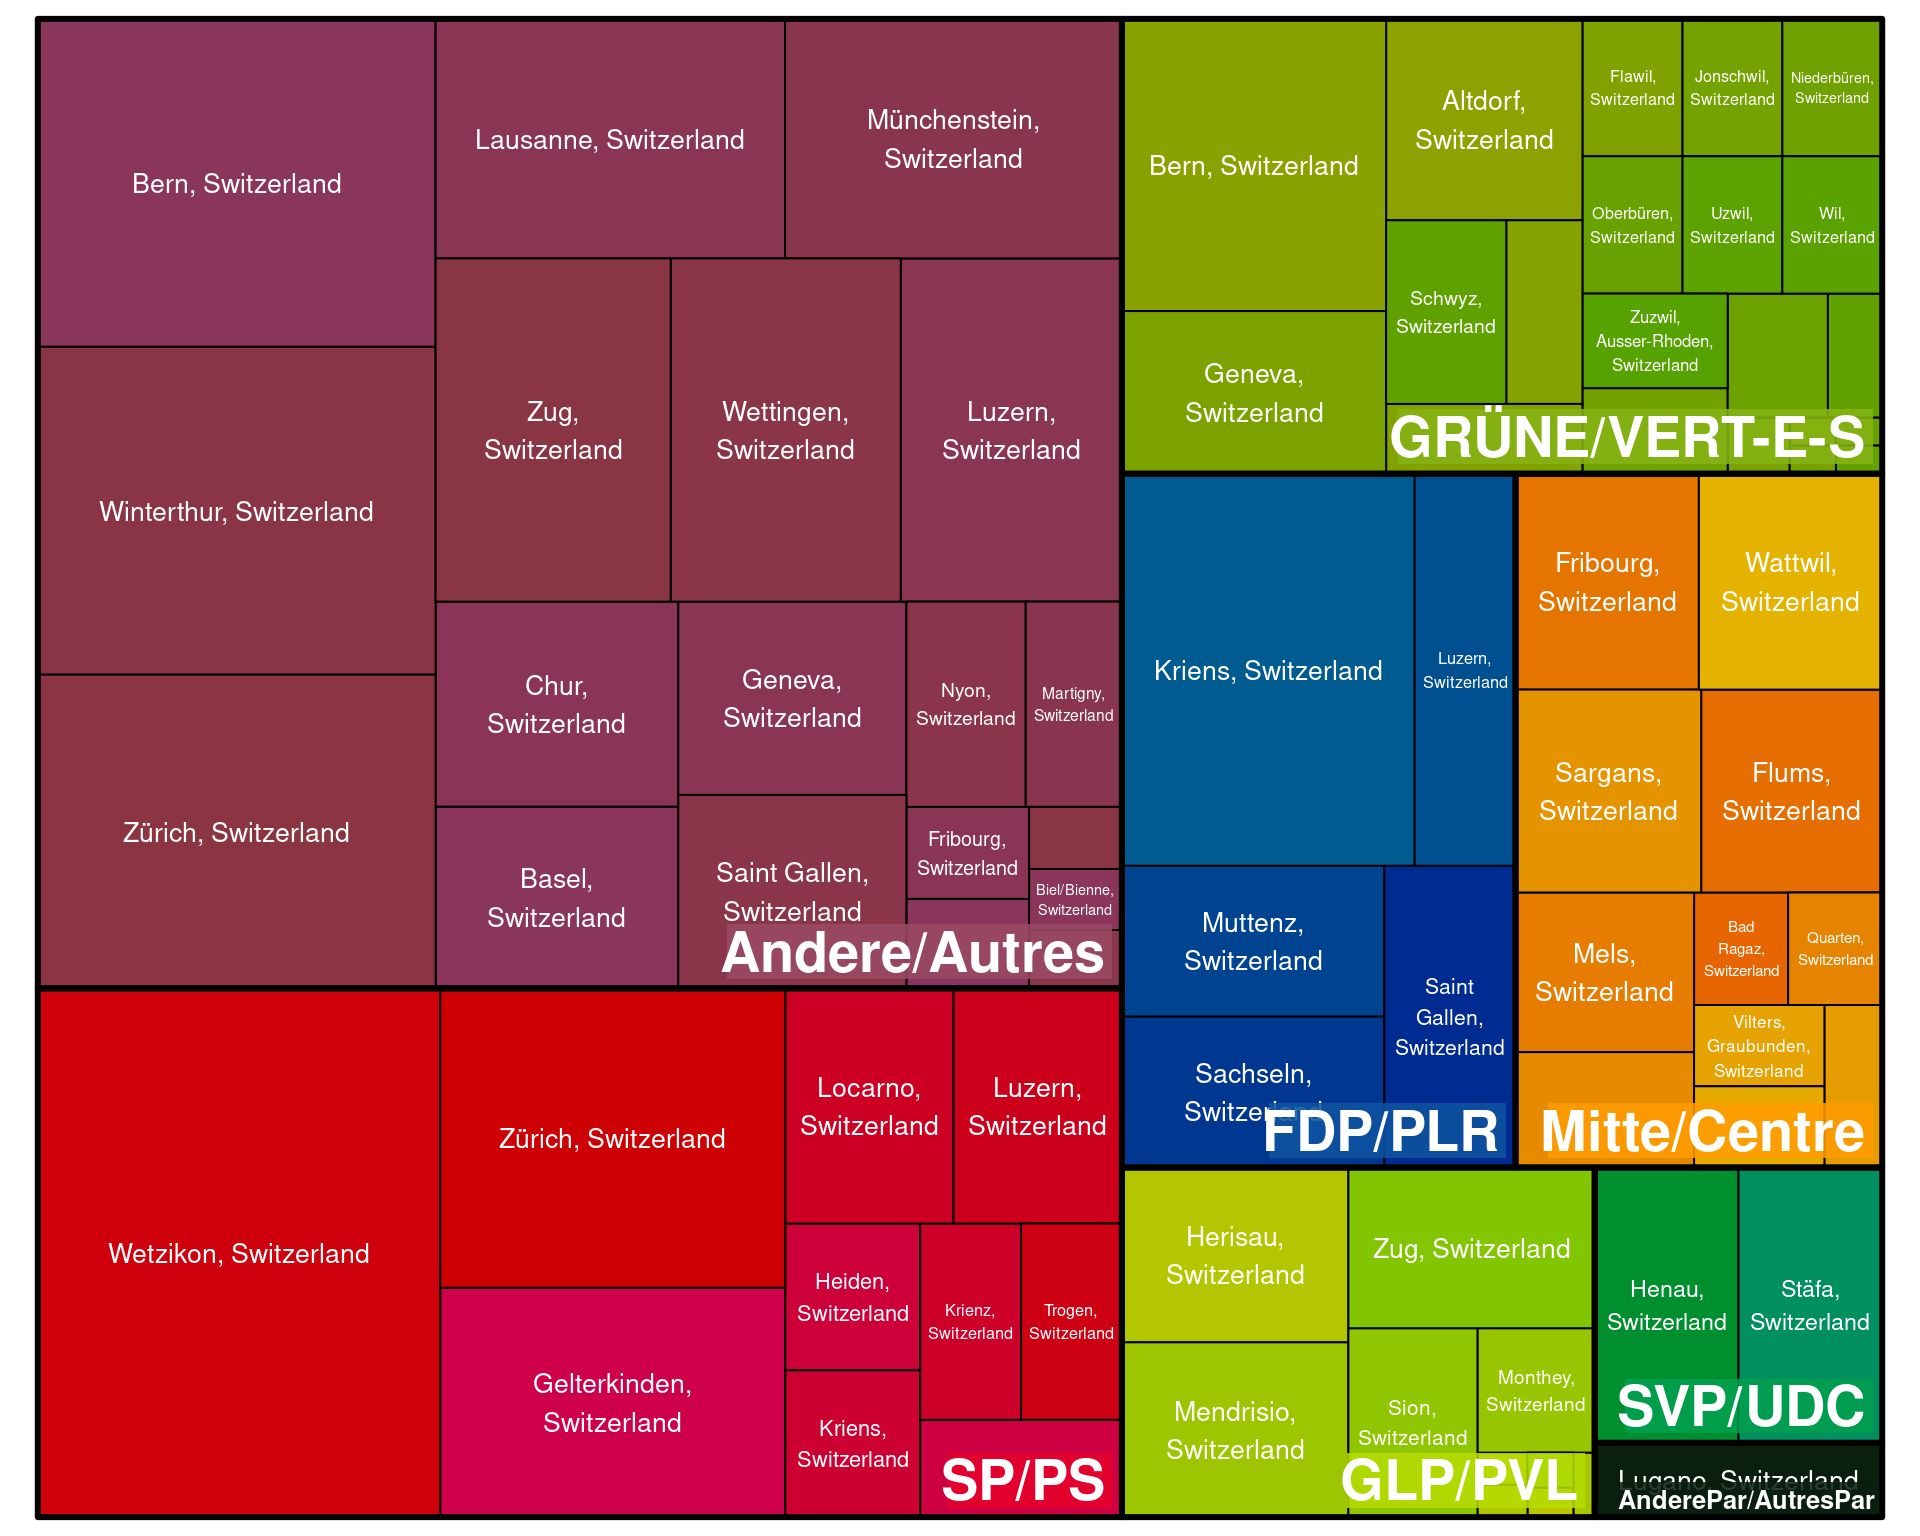 Bern, Switzerland
Winterthur, Switzerland
Zürich, Switzerland
Lausanne, Switzerland
Münchenstein,
Switzerland
Zug,
Switzerland
Wettingen,
Switzerland
Luzern,
Switzerland
Chur,
Switzerland
Basel,
Switzerland
Geneva,
Switzerland
Saint Gallen,
Switzerland
Nyon,
Switzerland
Martigny,
Switzerland
Fribourg,
Switzerland
Biel/Bienne,
Switzerland
Andere/Autres
Wetzikon, Switzerland
Zürich, Switzerland
Gelterkinden,
Switzerland
Locarno,
Switzerland
Luzern,
Switzerland
Heiden,
Switzerland
Kriens,
Switzerland
Krienz,
Switzerland
Trogen,
Switzerland
SP/PS
Bern, Switzerland
Geneva,
Switzerland
Altdorf,
Switzerland
Schwyz,
Switzerland
Flawil,
Switzerland
Jonschwil,
Switzerland
Niederbüren,
Switzerland
Oberbüren,
Switzerland
Uzwil,
Switzerland
Wil,
Switzerland
Zuzwil,
Ausser-Rhoden,
Switzerland
GRÜNE/VERT-E-S
Kriens, Switzerland
Luzern,
Switzerland
Muttenz,
Switzerland
Sachseln,
Switzerland
Saint
Gallen,
Switzerland
FDP/PLR
Fribourg,
Switzerland
Wattwil,
Switzerland
Sargans,
Switzerland
Flums,
Switzerland
Mels,
Switzerland
Bad
Ragaz,
Switzerland
Quarten,
Switzerland
Vilters,
Graubunden,
Switzerland
Mitte/Centre
Herisau,
Switzerland
Mendrisio,
Switzerland
Zug, Switzerland
Sion,
Switzerland
Monthey,
Switzerland
GLP/PVL
Henau,
Switzerland
Stäfa,
Switzerland
SVP/UDC
Lugano, Switzerland
AnderePar/AutresPar